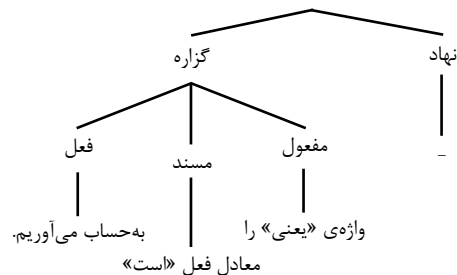 نهاد
گزاره
مفعول
مسند
فعل
–
واژه‌ی «یعنی» را
معادل فعل «است»
به‌حساب می‌آوریم.